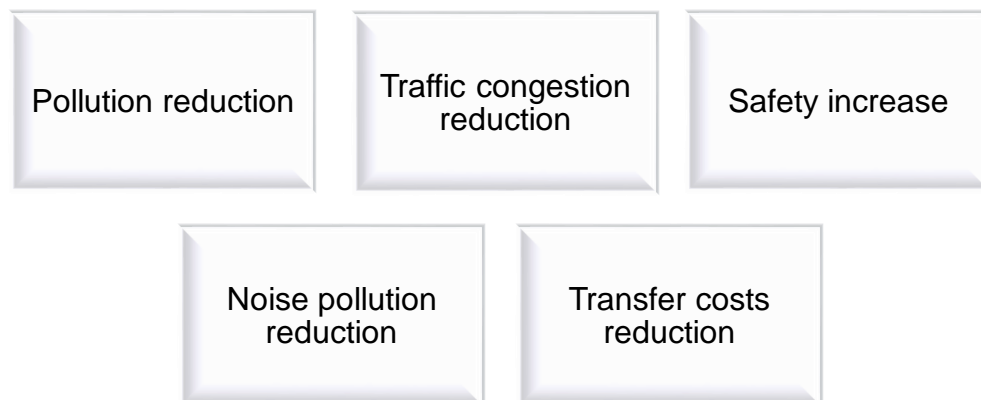 Pollution reduction
Traffic congestion
reduction
Safety increase
Noise pollution
reduction
Transfer costs
reduction